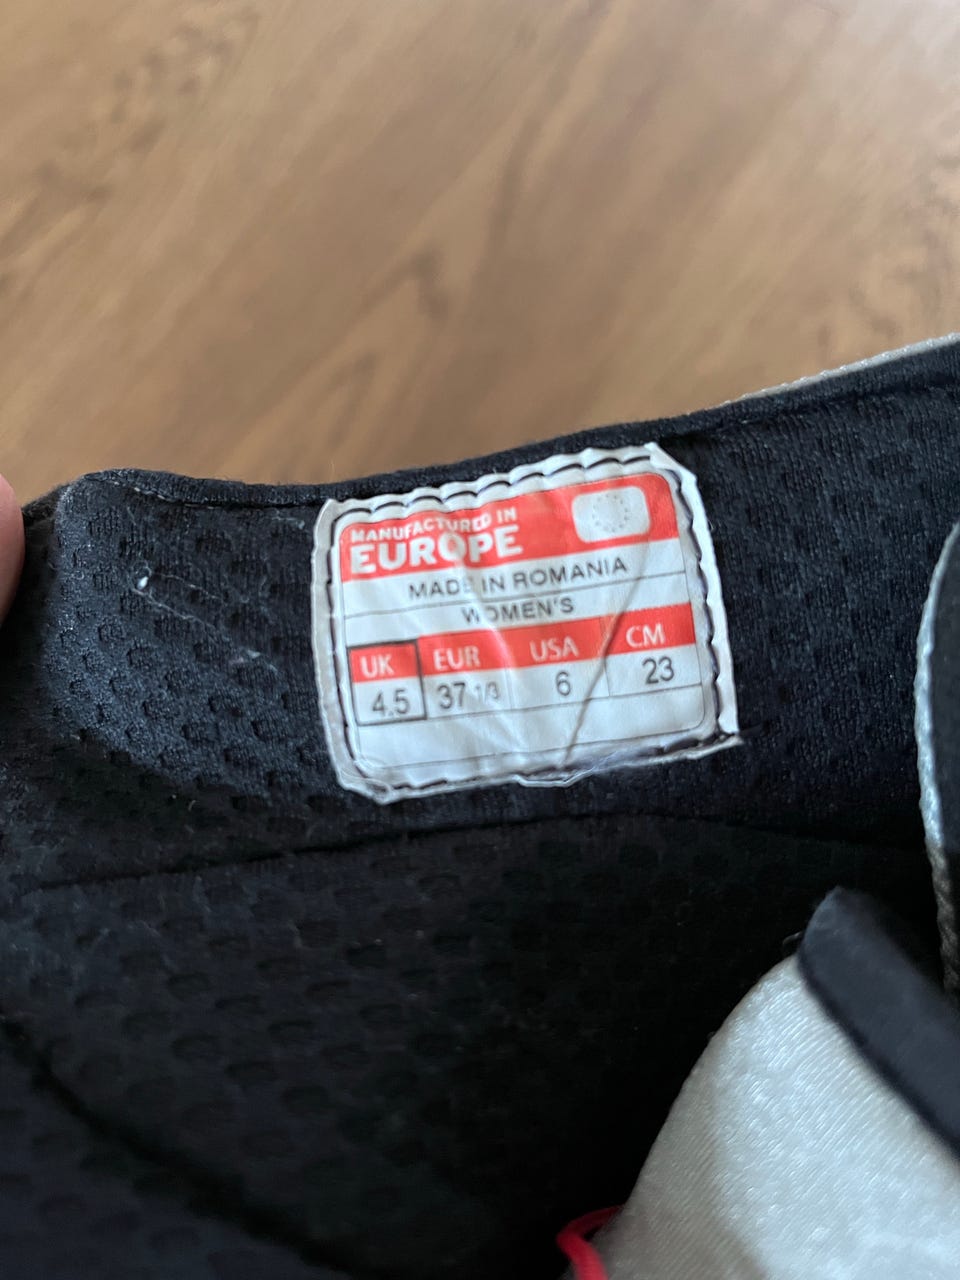 MANUFACTURED IN
EUROPE
MADE IN ROMANIA
WOMEN'S
UK EUR USA CM
4.5 37 1/3 6 23